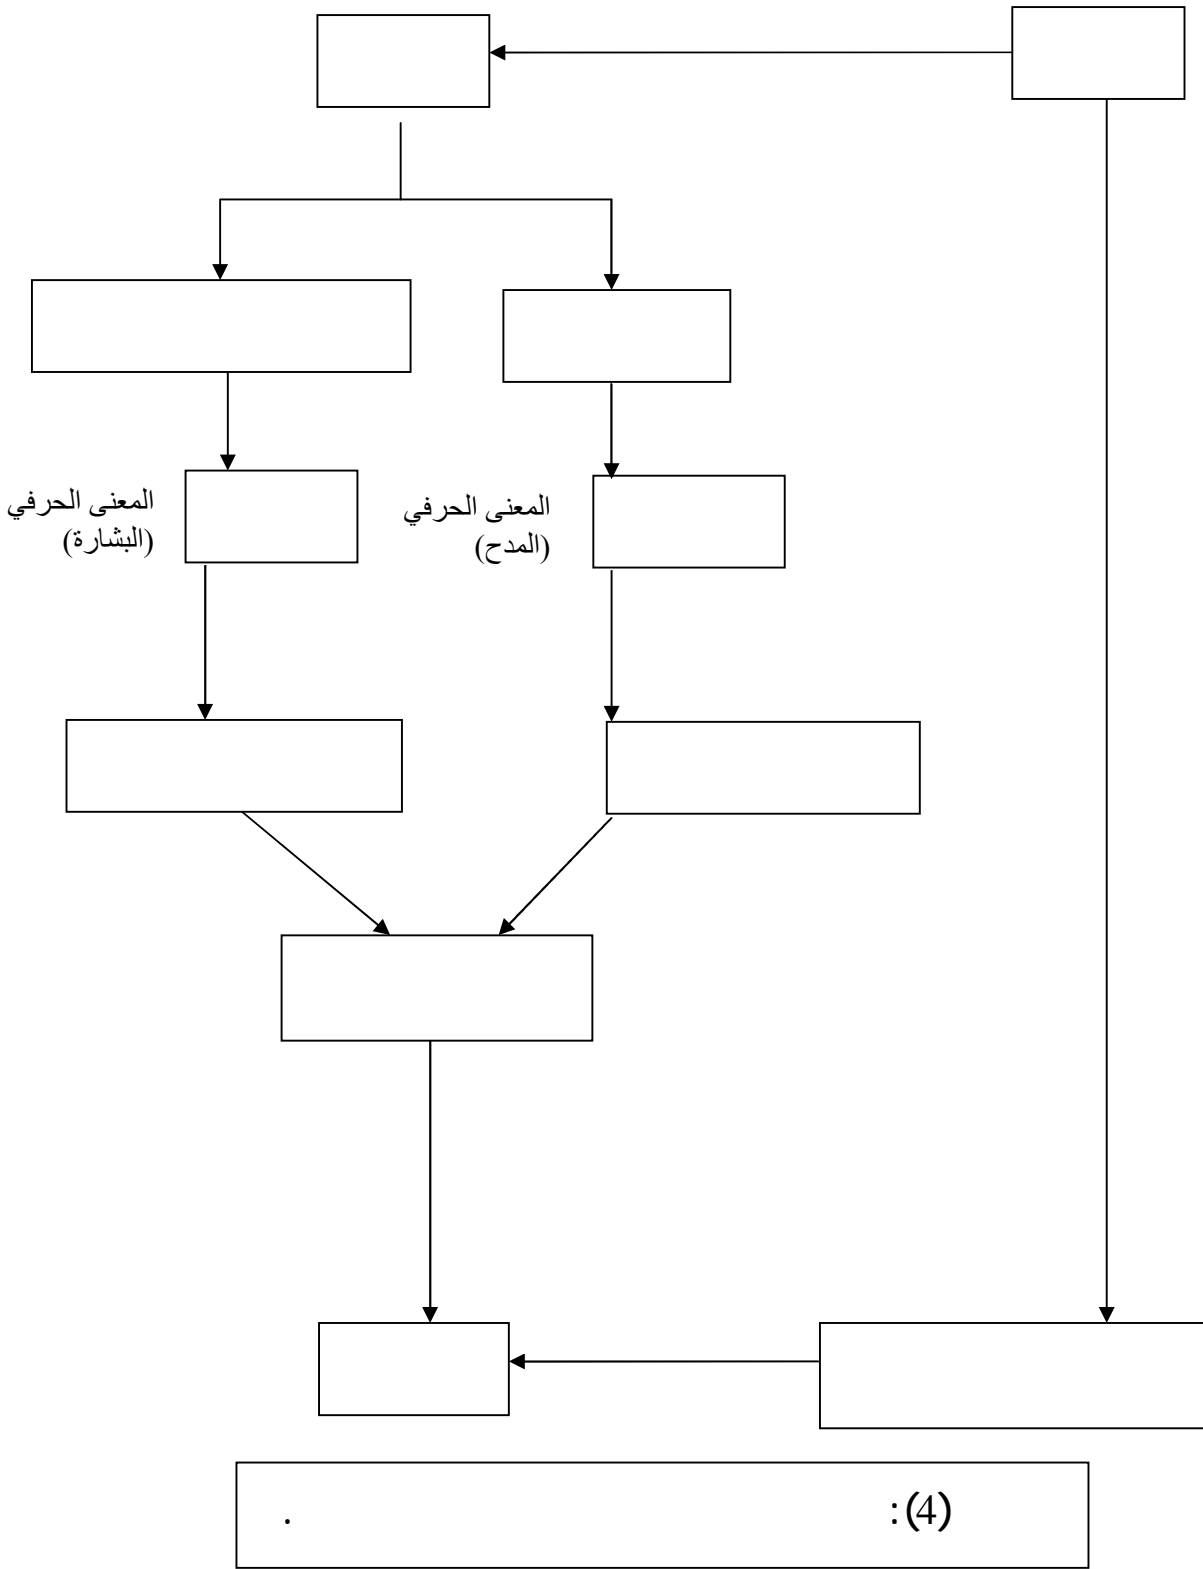 المعنى الحرفي
(المدح)
المعنى الحرفي
(البشارة)
(4): .